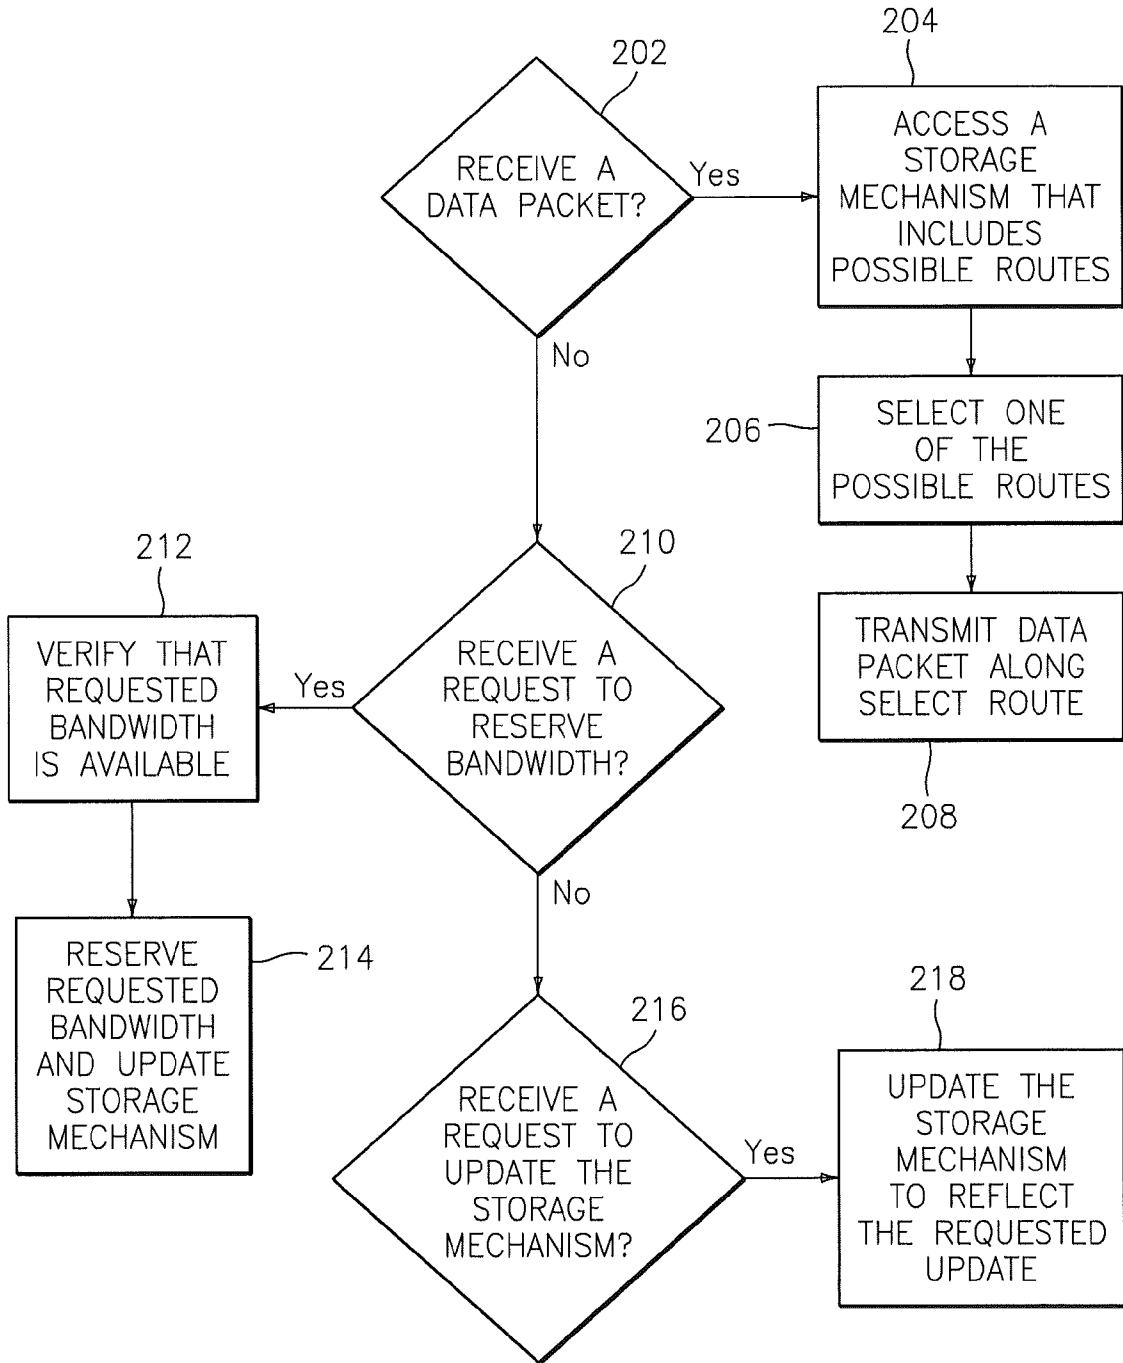 202
RECEIVE A
DATA PACKET?
Yes
No
204
ACCESS A
STORAGE
MECHANISM THAT
INCLUDES
POSSIBLE ROUTES
206
SELECT ONE
OF THE
POSSIBLE ROUTES
TRANSMIT DATA
PACKET ALONG
SELECT ROUTE
208
210
RECEIVE A
REQUEST TO
RESERVE
BANDWIDTH?
Yes
No
212
VERIFY THAT
REQUESTED
BANDWIDTH
IS AVAILABLE
RESERVE
REQUESTED
BANDWIDTH
AND UPDATE
STORAGE
MECHANISM
214
216
RECEIVE A
REQUEST TO
UPDATE THE
STORAGE
MECHANISM?
Yes
218
UPDATE THE
STORAGE
MECHANISM
TO REFLECT
THE REQUESTED
UPDATE